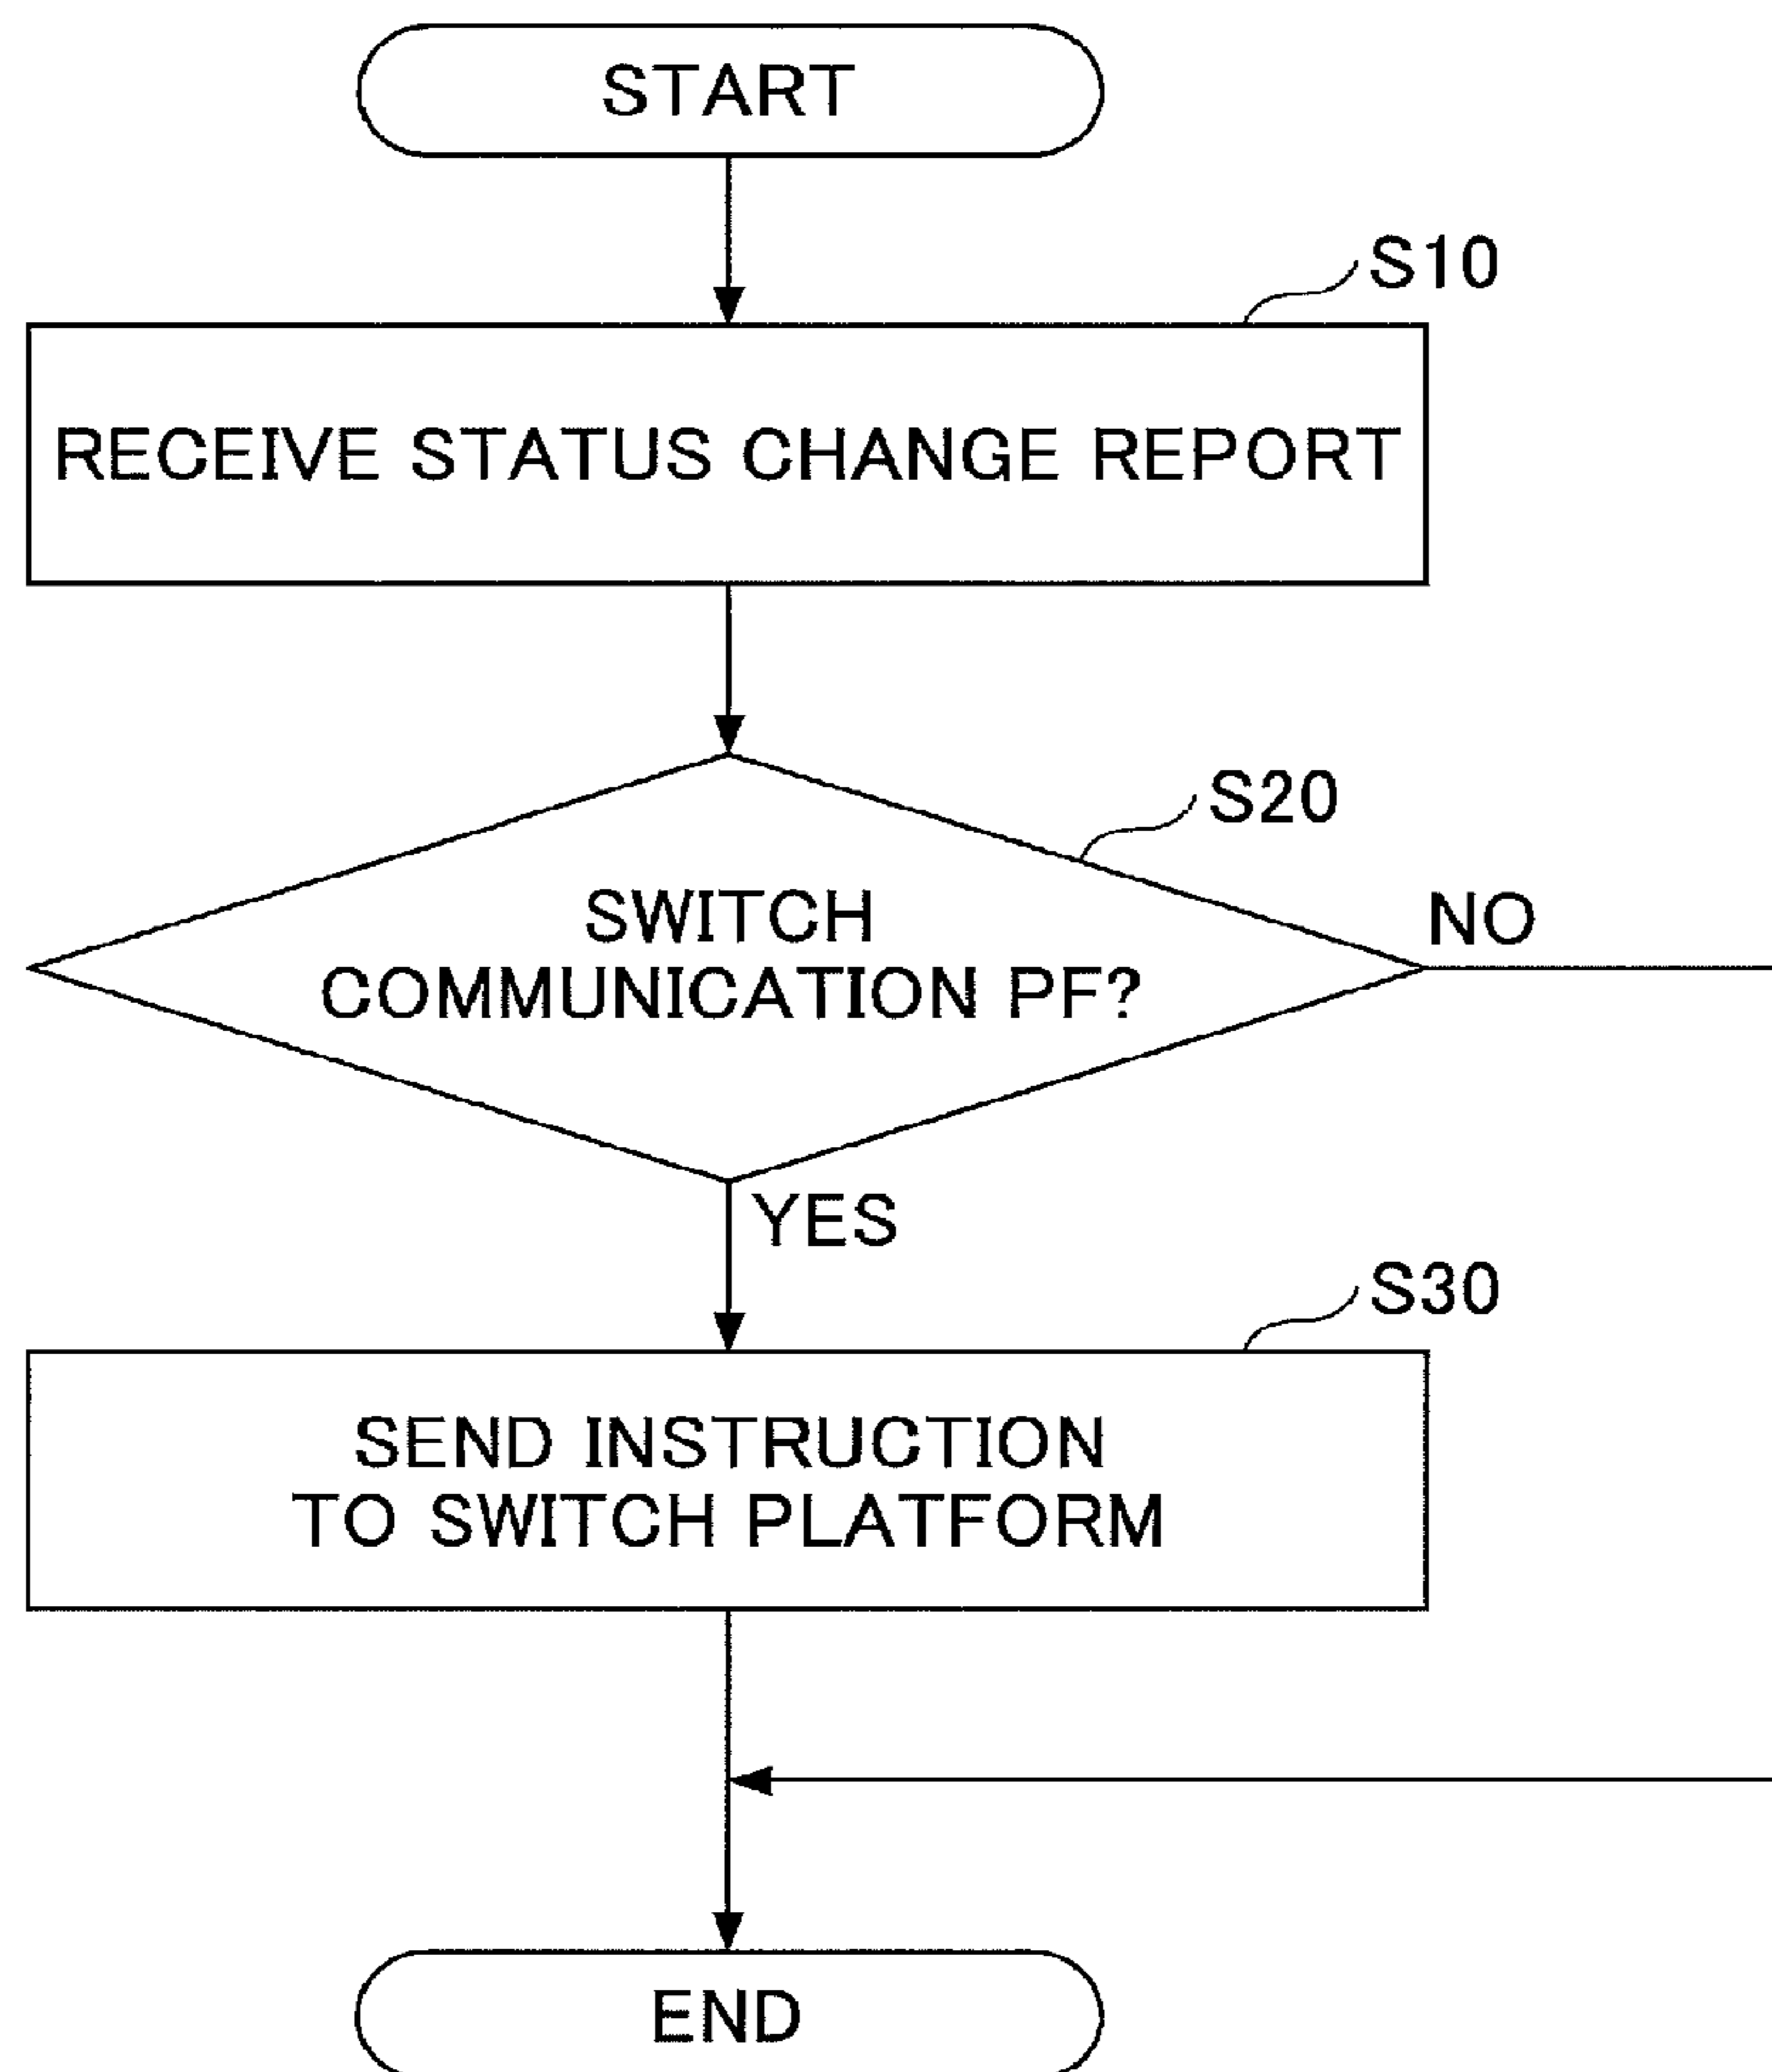 START
S10
RECEIVE STATUS CHANGE REPORT
S20
SWITCH
COMMUNICATION PF?
NO
YES
S30
SEND INSTRUCTION
TO SWITCH PLATFORM
END